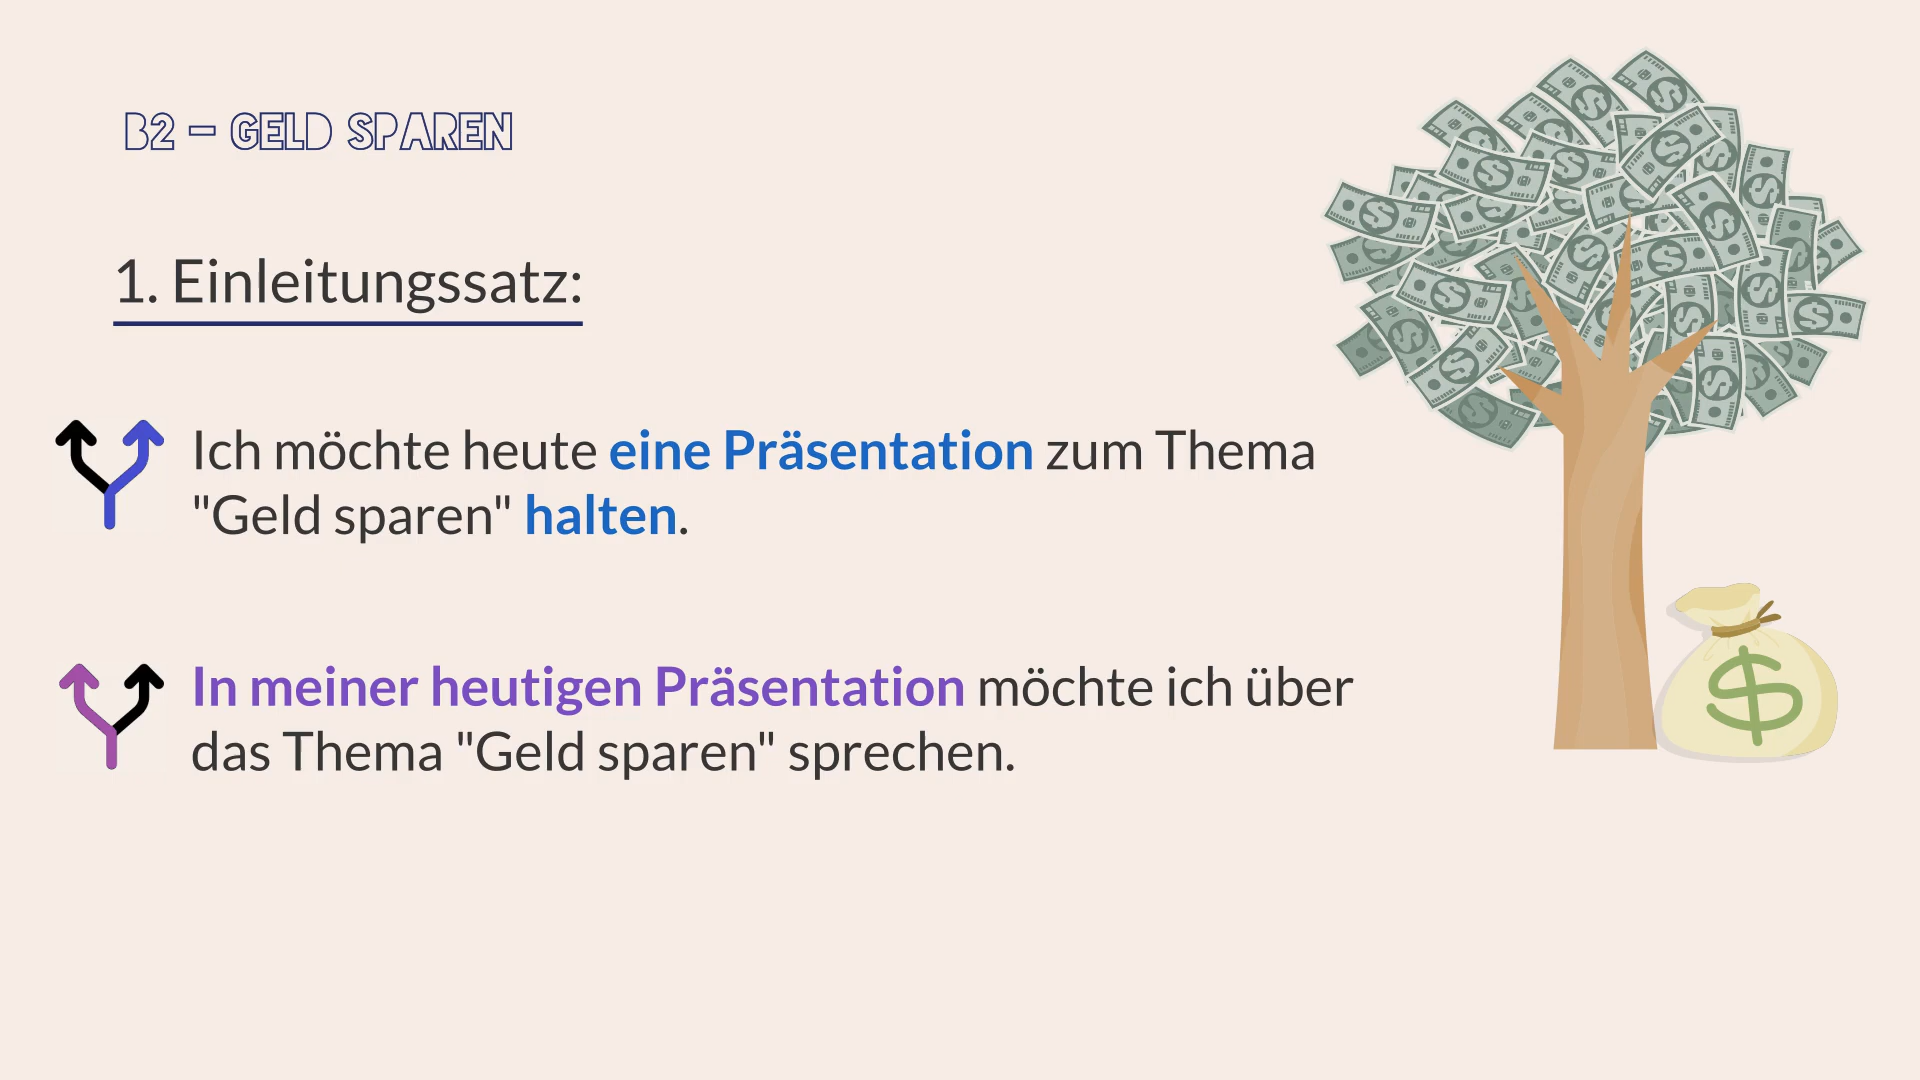 B2 – GELD SPAREN
1. Einleitungssatz:
Ich möchte heute eine Präsentation zum Thema
"Geld sparen" halten.
In meiner heutigen Präsentation möchte ich über
das Thema "Geld sparen" sprechen.